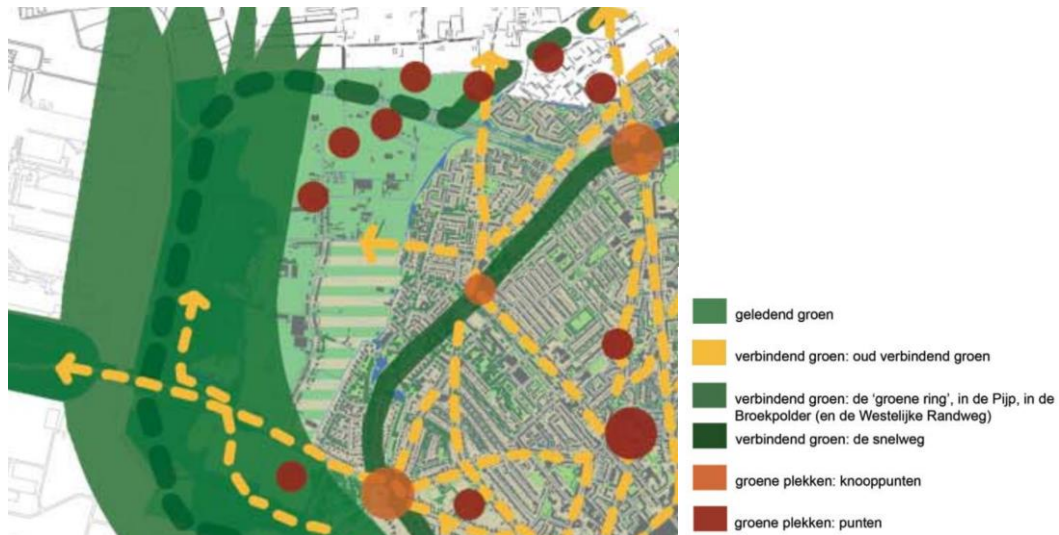 geledend groen
verbindend groen: oud verbindend groen
verbindend groen: de 'groene ring', in de Pijp, in de
Broekpolder (en de Westelijke Randweg)
verbindend groen: de snelweg
groene plekken: knooppunten
groene plekken: punten